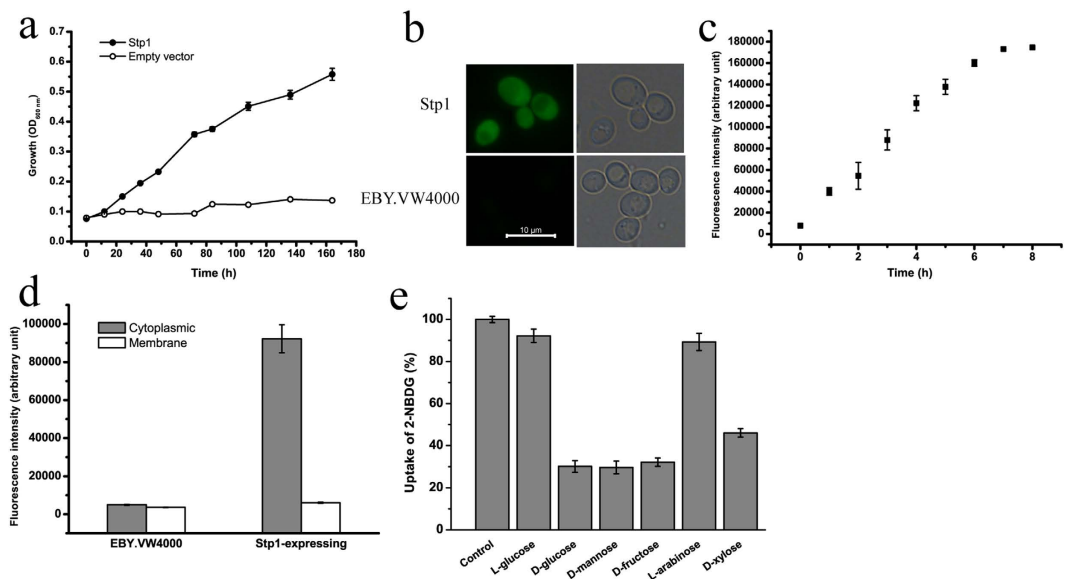 a
Stp1
Empty vector
0.7
0.6
0.5
0.4
0.3
0.2
0.1
0.0
Growth (OD600 nm)
0 20 40 60 80 100 120 140 160 180
Time (h)
b
Stp1
EBY.VW4000
10 μm
c
180000
160000
140000
120000
100000
80000
60000
40000
20000
0
Fluorescence intensity (arbitrary unit)
0 2 4 6 8
Time (h)
d
Cytoplasmic
Membrane
100000
80000
60000
40000
20000
0
Fluorescence intensity (arbitrary unit)
EBY.VW4000 Stp1-expressing
e
100
80
60
40
20
0
Uptake of 2-NBDG (%)
Control L-glucose D-glucose D-mannose D-fructose L-arabinose D-xylose